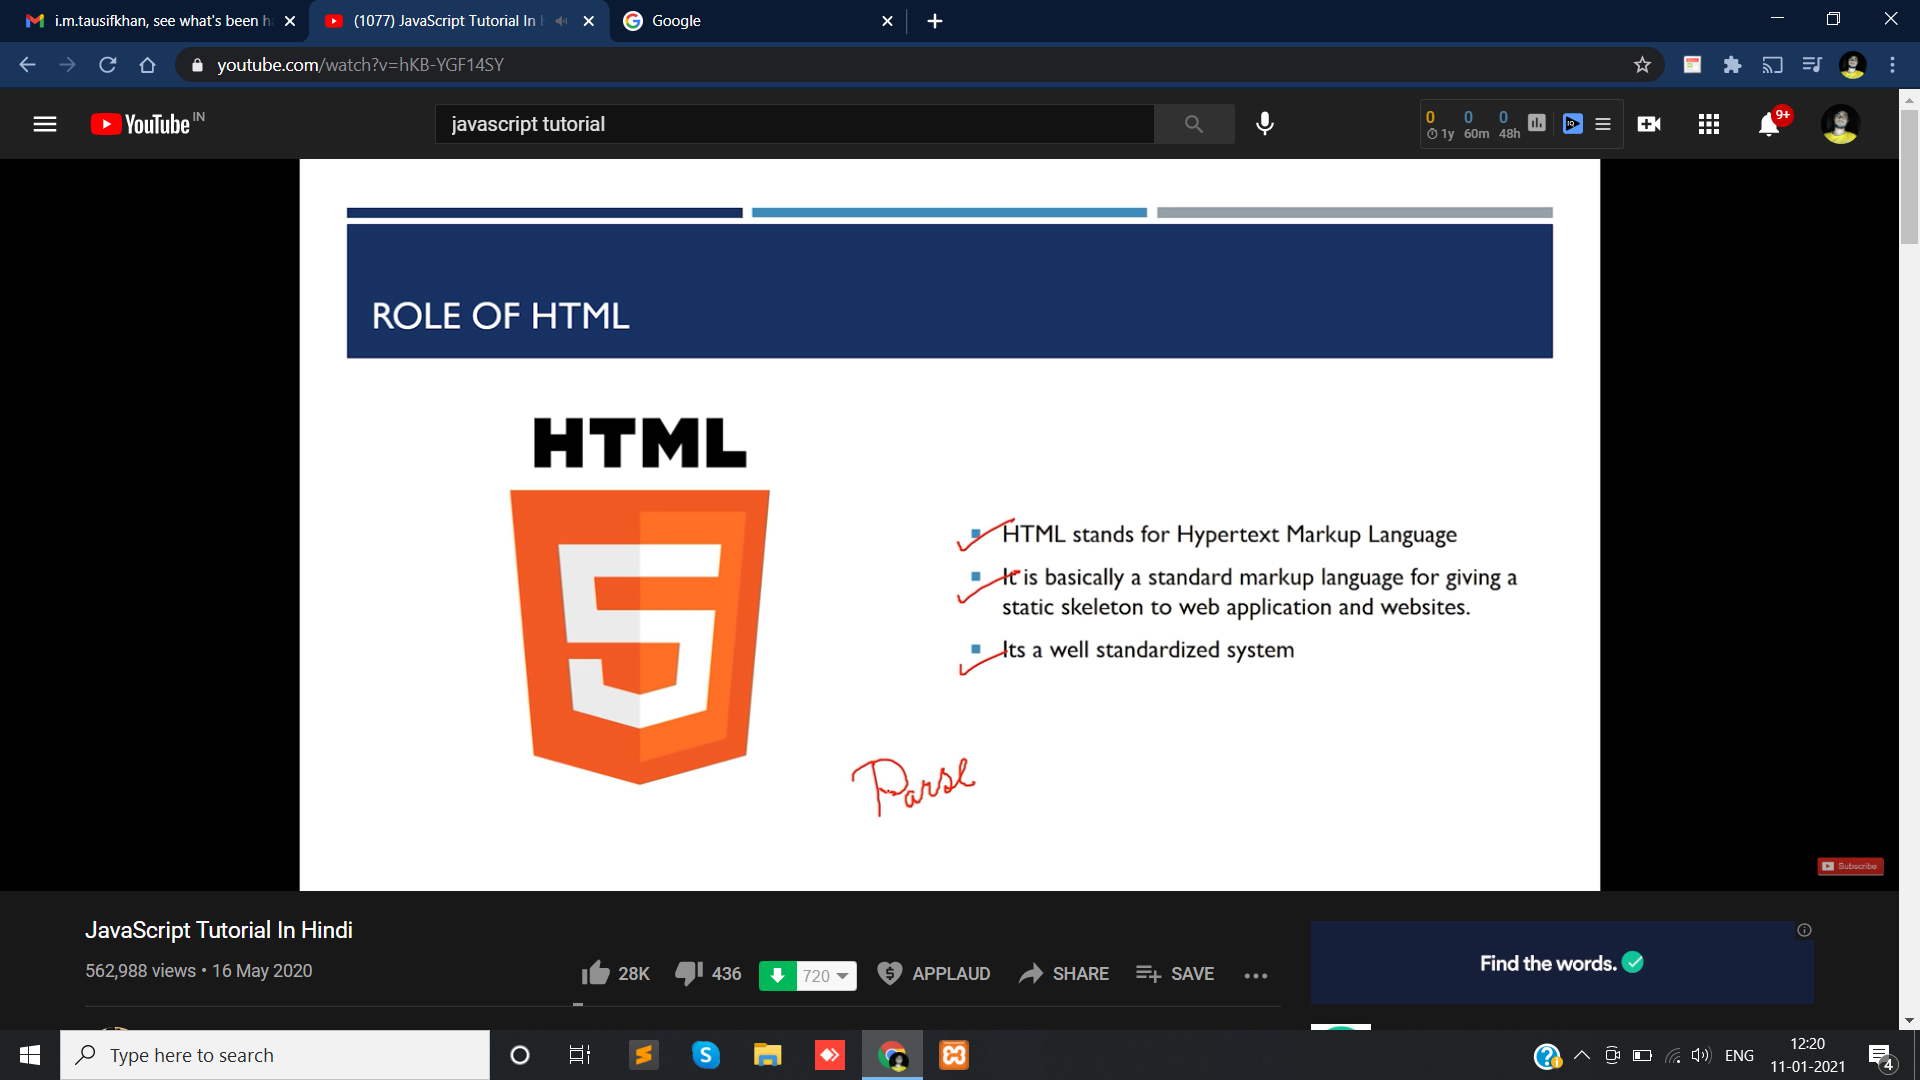 i.m.tausifkhan, see what's been h
(1077) JavaScript Tutorial In
Google
youtube.com/watch?v=hKB-YGF14SY
YouTube IN
javascript tutorial
0 0 0
1y 60m 48h
IQ
9+
ROLE OF HTML
HTML
5
HTML stands for Hypertext Markup Language
It is basically a standard markup language for giving a
static skeleton to web application and websites.
Its a well standardized system
Parse
Subscribe
JavaScript Tutorial In Hindi
562,988 views • 16 May 2020
28K
436
720
APPLAUD
SHARE
SAVE
Find the words.
Type here to search
ENG
12:20
11-01-2021
4